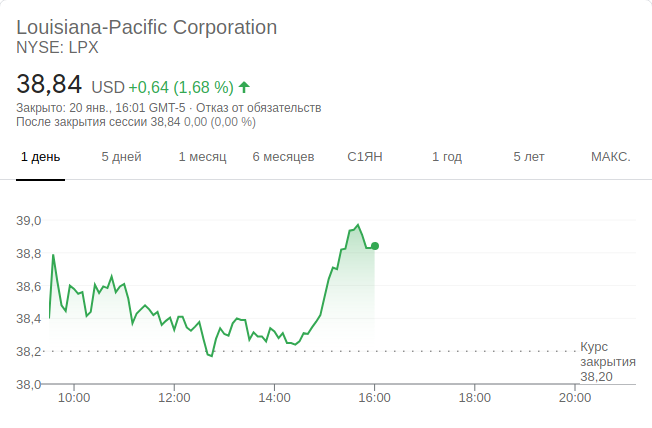 Louisiana-Pacific Corporation
NYSE: LPX
38,84 USD +0,64 (1,68 %)
Закрыто: 20 янв., 16:01 GMT-5 · Отказ от обязательств
После закрытия сессии 38,84 0,00 (0,00 %)
1 день 5 дней 1 месяц 6 месяцев С1ЯН 1 год 5 лет МАКС.
39,0
38,8
38,6
38,4
38,2
Курс
закрытия
38,20
38,0
10:00 12:00 14:00 16:00 18:00 20:00